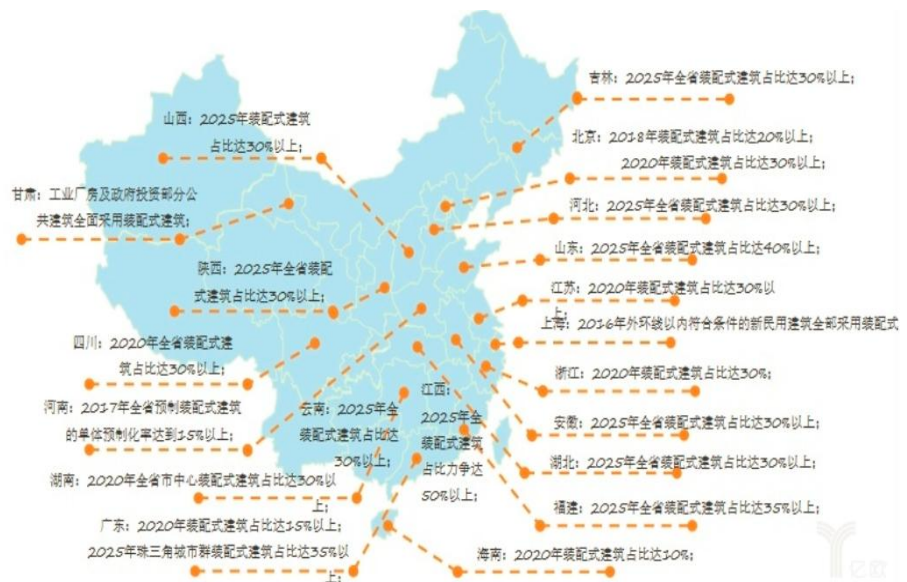 吉林：2025年全省装配式建筑占比达30%以上；
山西：2025年装配式建筑
占比达30%以上；
北京：2018年装配式建筑占比达20%以上；
2020年装配式建筑占比达30%以上；
甘肃：工业厂房及政府投资部分公
共建筑全面采用装配式建筑；
河北：2025年全省装配式建筑占比达30%以上；
山东：2025年全省装配式建筑占比达40%以上；
陕西：2025年全省装配
式建筑占比达30%以上；
江苏：2020年装配式建筑占比达30%以
上；
上海：2016年外环线以内符合条件的新民用建筑全部采用装配式
四川：2020年全省装配式建
筑占比达30%以上；
浙江：2020年装配式建筑占比达30%；
河南：2017年全省预制装配式建筑
的单体预制化率达到15%以上；
云南：2025年全
省装配式建筑占比达
30%以上；
江西：
2025年全
省装配式建筑
占比力争达
50%以上；
安徽：2025年全省装配式建筑占比达30%以上；
湖北：2025年全省装配式建筑占比达30%以上；
湖南：2020年全省市中心装配式建筑占比达30%以
上；
福建：2025年全省装配式建筑占比达35%以上；
广东：2020年装配式建筑占比达15%以上；
2025年珠三角城市群装配式建筑占比达35%以
上；
海南：2020年装配式建筑占比达10%；
亿欧